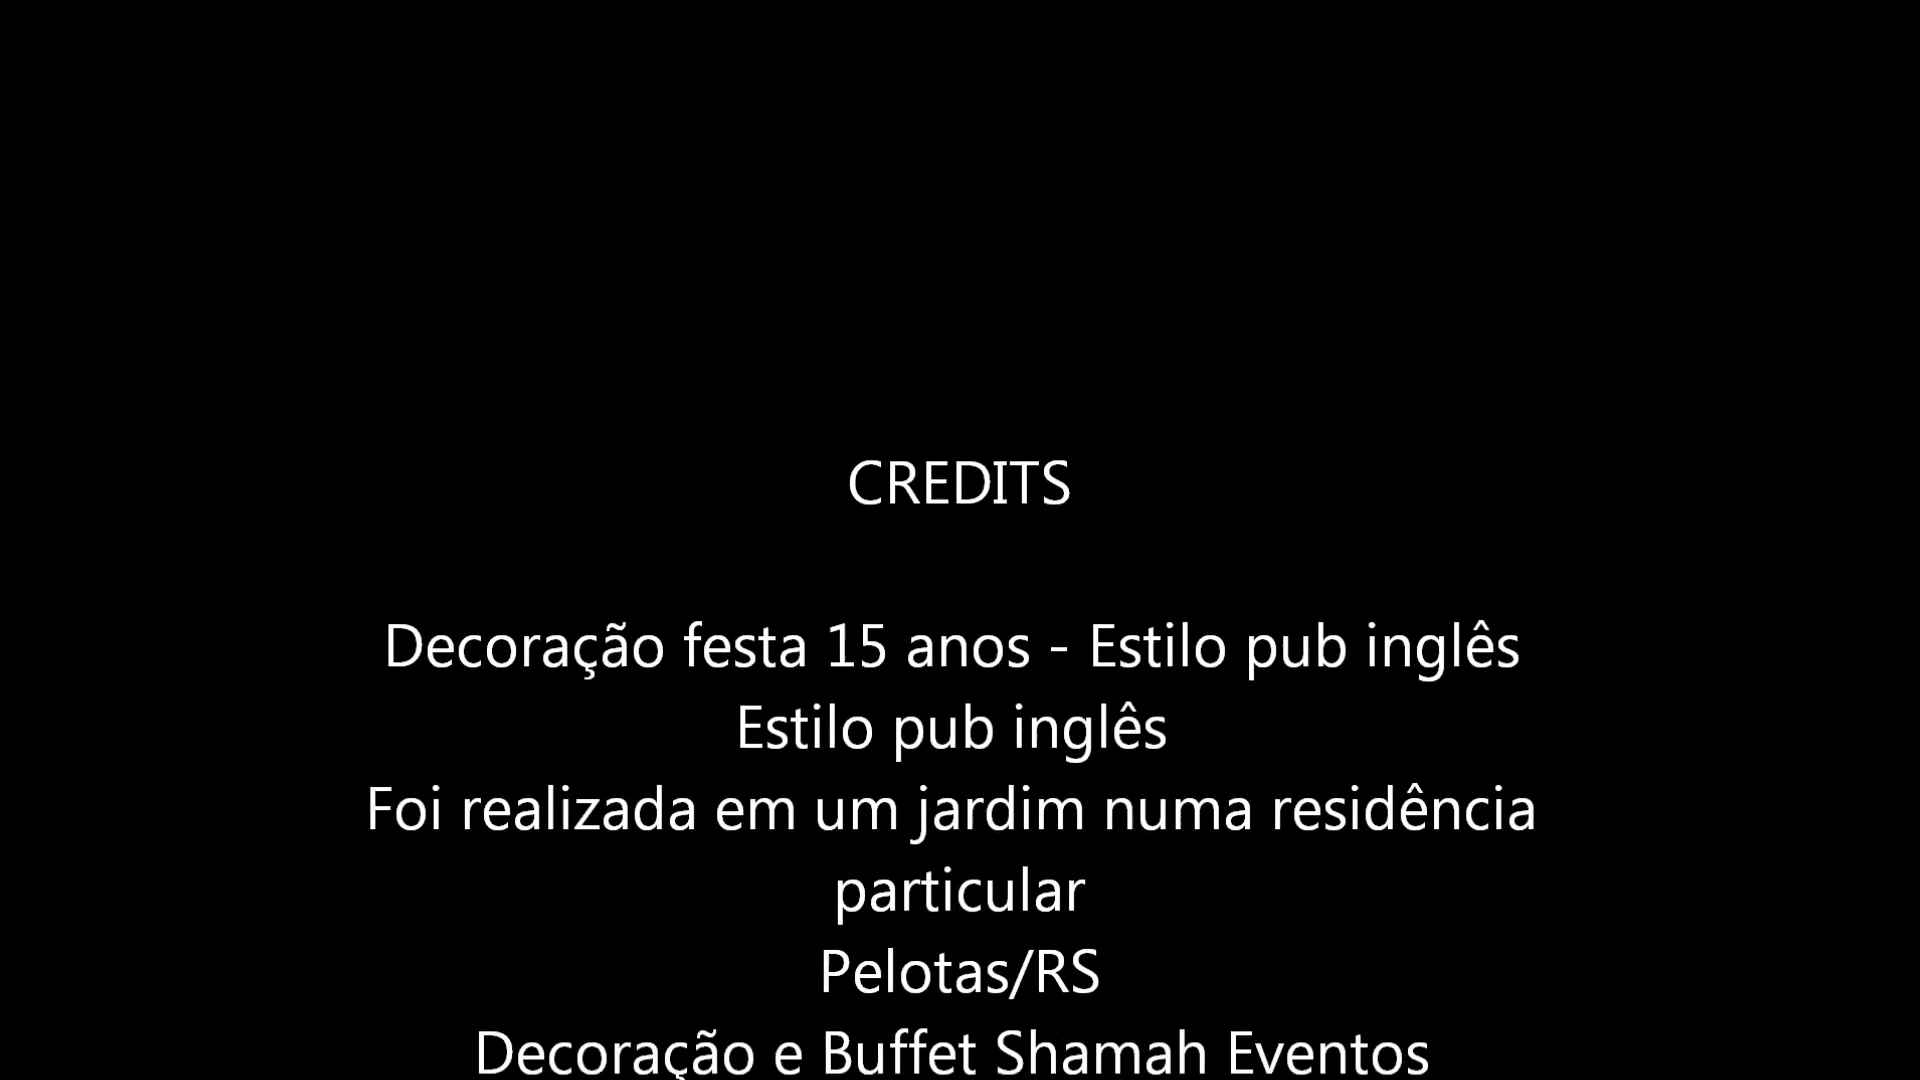 CREDITS
Decoração festa 15 anos - Estilo pub inglês
Estilo pub inglês
Foi realizada em um jardim numa residência
particular
Pelotas/RS
Decoração e Buffet Shamah Eventos